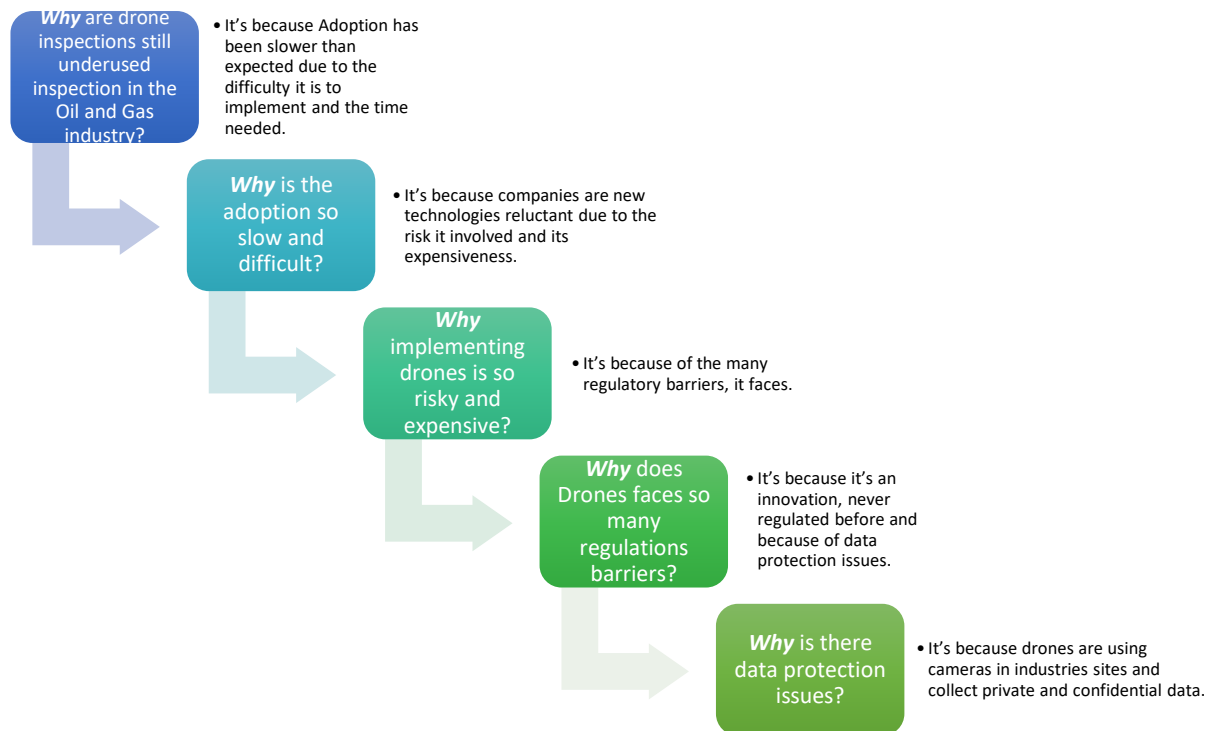 Why are drone
inspections still
underused
inspection in the
Oil and Gas
industry?
• It's because Adoption has
been slower than
expected due to the
difficulty it is to
implement and the time
needed.
Why is the
adoption so
slow and
difficult?
• It's because companies are new
technologies reluctant due to the
risk it involved and its
expensiveness.
Why
implementing
drones is so
risky and
expensive?
• It's because of the many
regulatory barriers, it faces.
Why does
Drones faces so
many
regulations
barriers?
• It's because it's an
innovation, never
regulated before and
because of data
protection issues.
Why is there
data protection
issues?
• It's because drones are using
cameras in industries sites and
collect private and confidential data.